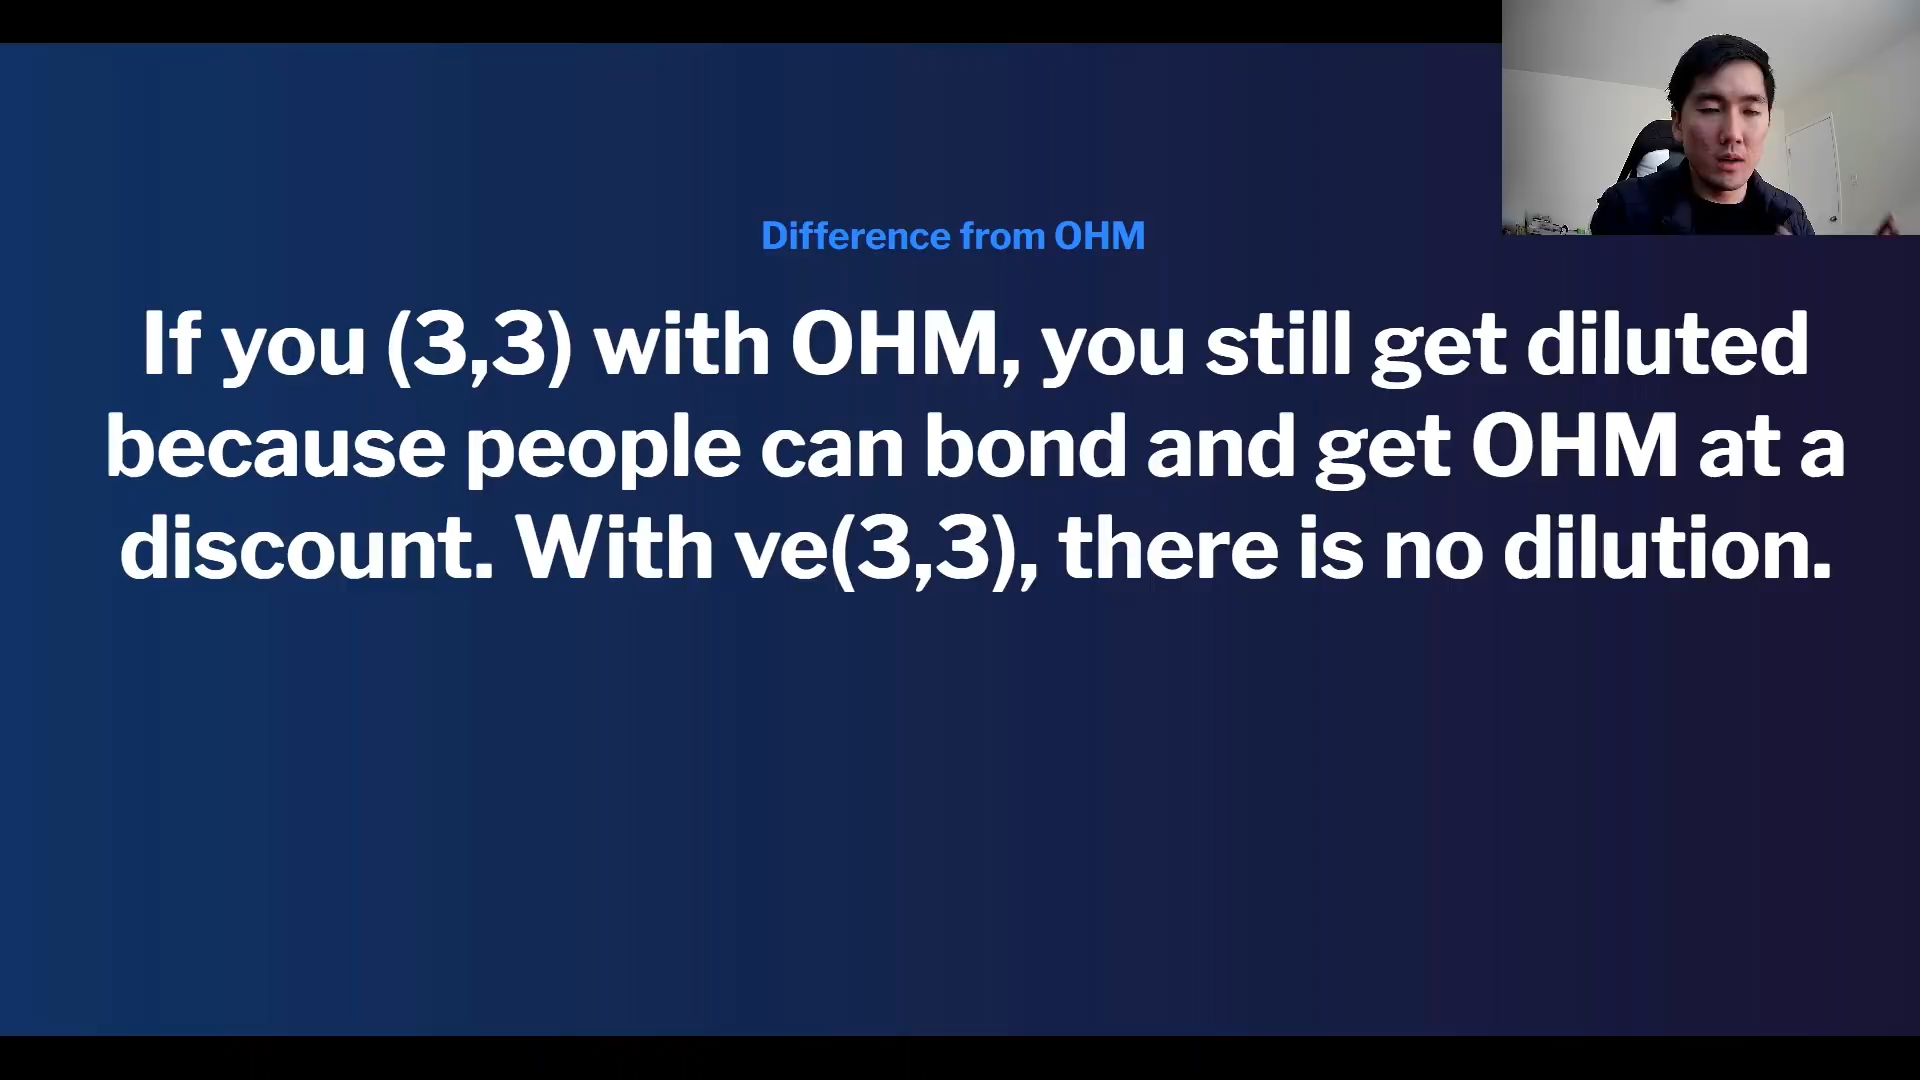 Difference from OHM
If you (3,3) with OHM, you still get diluted
because people can bond and get OHM at a
discount. With ve(3,3), there is no dilution.